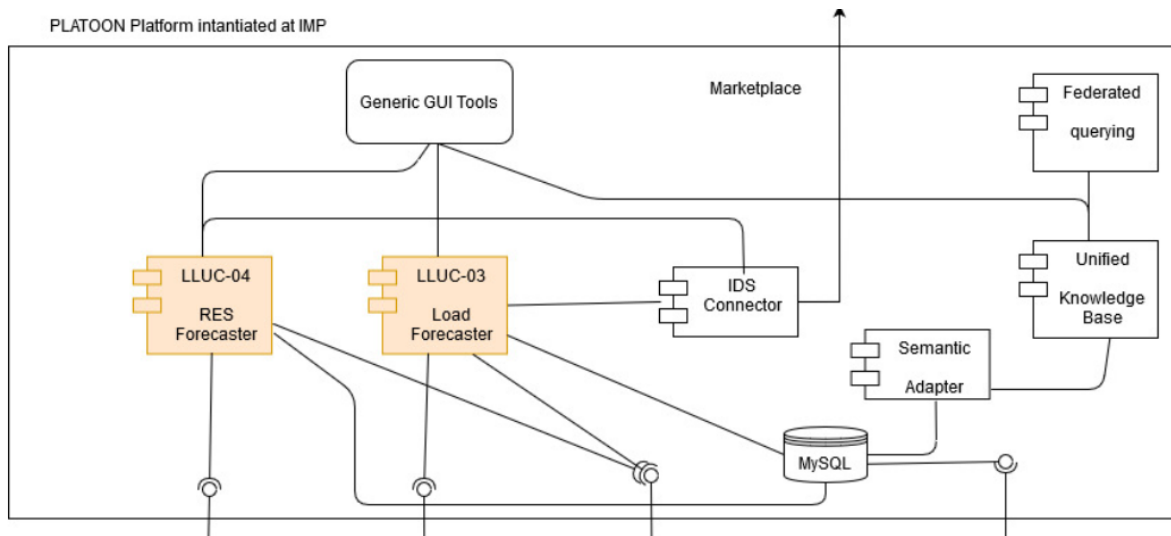 PLATOON Platform intantiated at IMP
Generic GUI Tools
Marketplace
Federated
querying
LLUC-04
RES
Forecaster
LLUC-03
Load
Forecaster
IDS
Connector
Unified
Knowledge
Base
Semantic
Adapter
MySQL